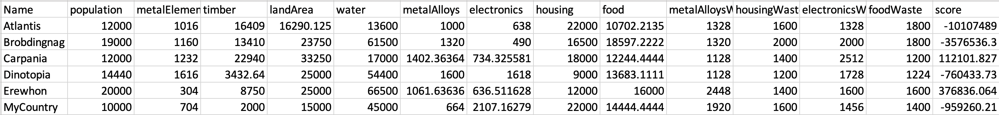 Name population metalElemen timber landArea water metalAlloys electronics housing food metalAlloysW housingWast electronicsW foodWaste score
Atlantis 12000 1016 16409 16290.125 13600 1000 638 22000 10702.2135 1328 1600 1328 1800 -10107489
Brobdingnag 19000 1160 13410 23750 61500 1320 490 16500 18597.2222 1320 2000 2000 1800 -3576536.3
Carpania 12000 1232 22940 33250 17000 1402.36364 734.325581 18000 12244.4444 1128 1400 2512 1200 112101.827
Dinotopia 14440 1616 3432.64 25000 54400 1600 1618 9000 13683.1111 1128 1200 1728 1224 -760433.73
Erewhon 20000 304 8750 25000 66500 1061.63636 636.511628 12000 16000 2448 1400 1600 1600 376836.064
MyCountry 10000 704 2000 15000 45000 664 2107.16279 22000 14444.4444 1920 1600 1456 1400 -959260.21